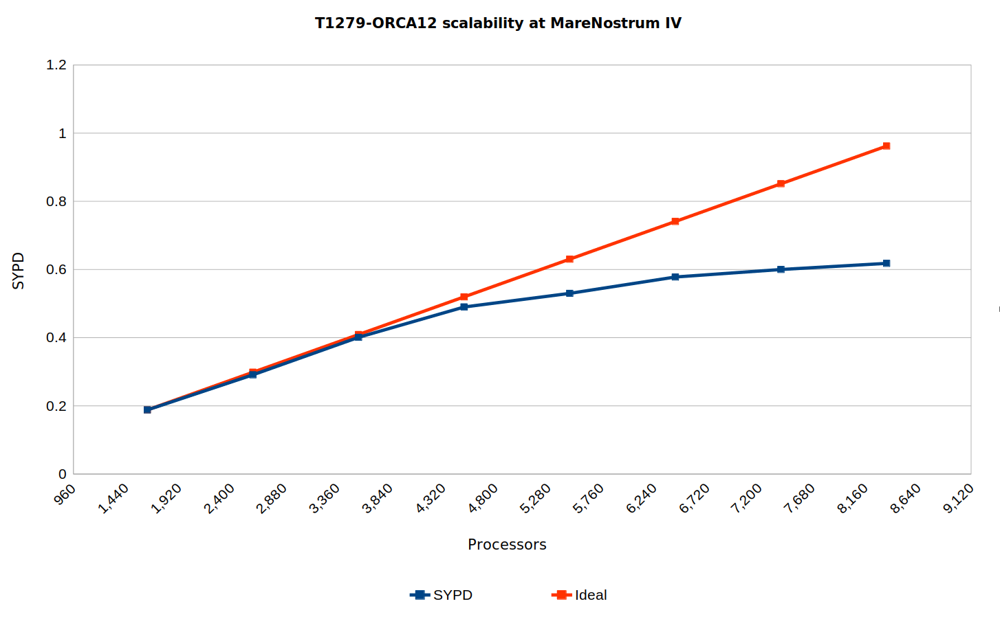 T1279-ORCA12 scalability at MareNostrum IV
1.2
1
0.8
0.6
0.4
0.2
0
SYPD
960 1,440 1,920 2,400 2,880 3,360 3,840 4,320 4,800 5,280 5,760 6,240 6,720 7,200 7,680 8,160 8,640 9,120
Processors
SYPD Ideal